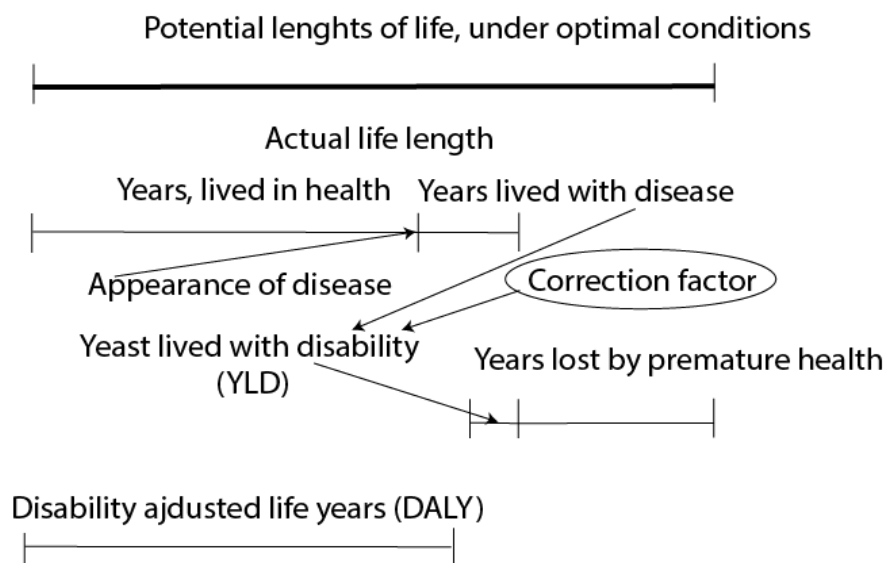 Potential lenghts of life, under optimal conditions
Actual life length
Years, lived in health
Years lived with disease
Appearance of disease
Correction factor
Yeast lived with disability
(YLD)
Years lost by premature health
Disability ajdusted life years (DALY)